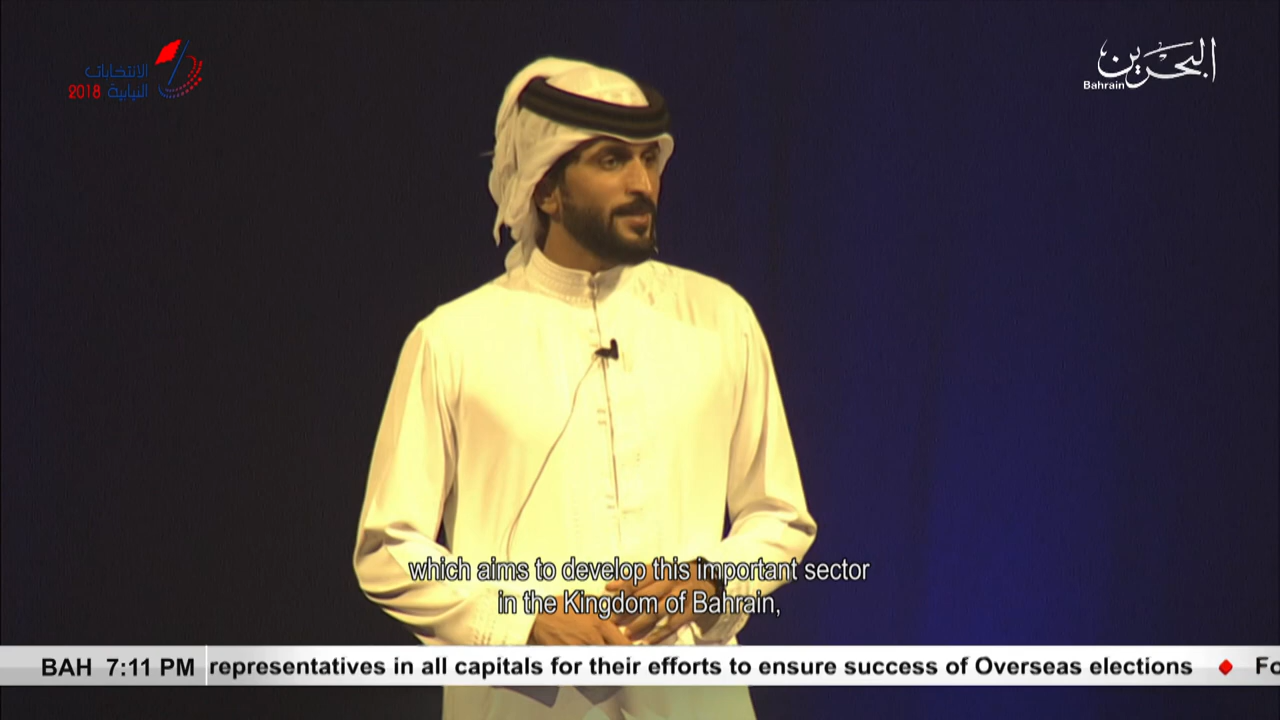 الانتخابات
النيابية 2018
البحرين
Bahrain
which aims to develop this important sector
in the Kingdom of Bahrain,
BAH 7:11 PM representatives in all capitals for their efforts to ensure success of Overseas elections